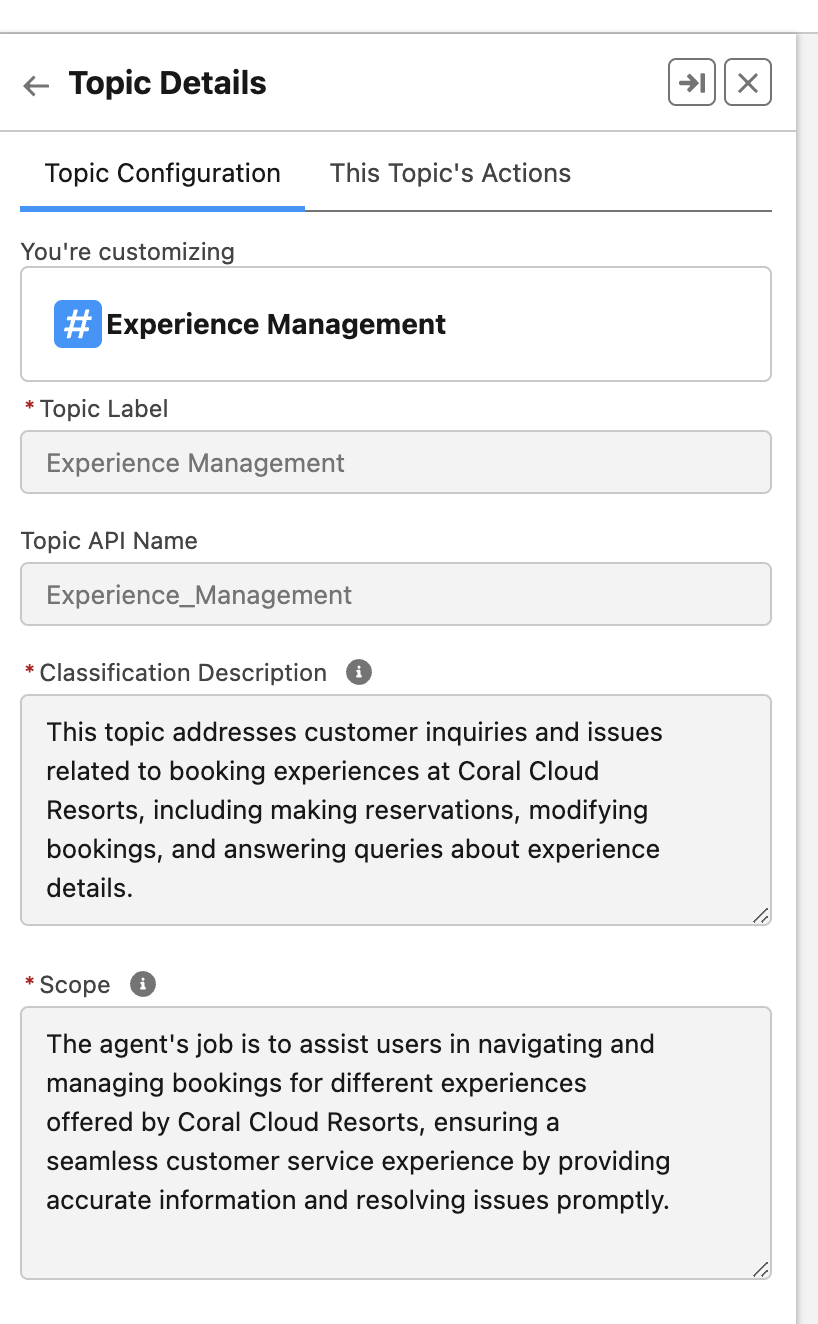 Topic Details
Topic Configuration
This Topic's Actions
You're customizing
# Experience Management
* Topic Label
Experience Management
Topic API Name
Experience_Management
* Classification Description
This topic addresses customer inquiries and issues
related to booking experiences at Coral Cloud
Resorts, including making reservations, modifying
bookings, and answering queries about experience
details.
* Scope
The agent's job is to assist users in navigating and
managing bookings for different experiences
offered by Coral Cloud Resorts, ensuring a
seamless customer service experience by providing
accurate information and resolving issues promptly.